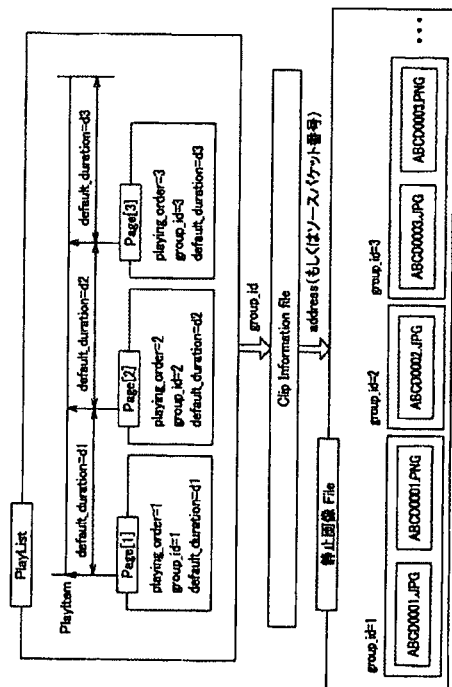 PlayList
PlayItem
default_duration=d1
default_duration=d2
default_duration=d3
Page[1]
playing_order=1
group_id=1
default_duration=d1
Page[2]
playing_order=2
group_id=2
default_duration=d2
Page[3]
playing_order=3
group_id=3
default_duration=d3
group_id
Clip Information file
address(もしくはソースパケット番号)
静止画像 File
group_id=1
ABCD0001.JPG
ABCD0001.PNG
group_id=2
ABCD0002.JPG
group_id=3
ABCD0003.JPG
ABCD0003.PNG
•••